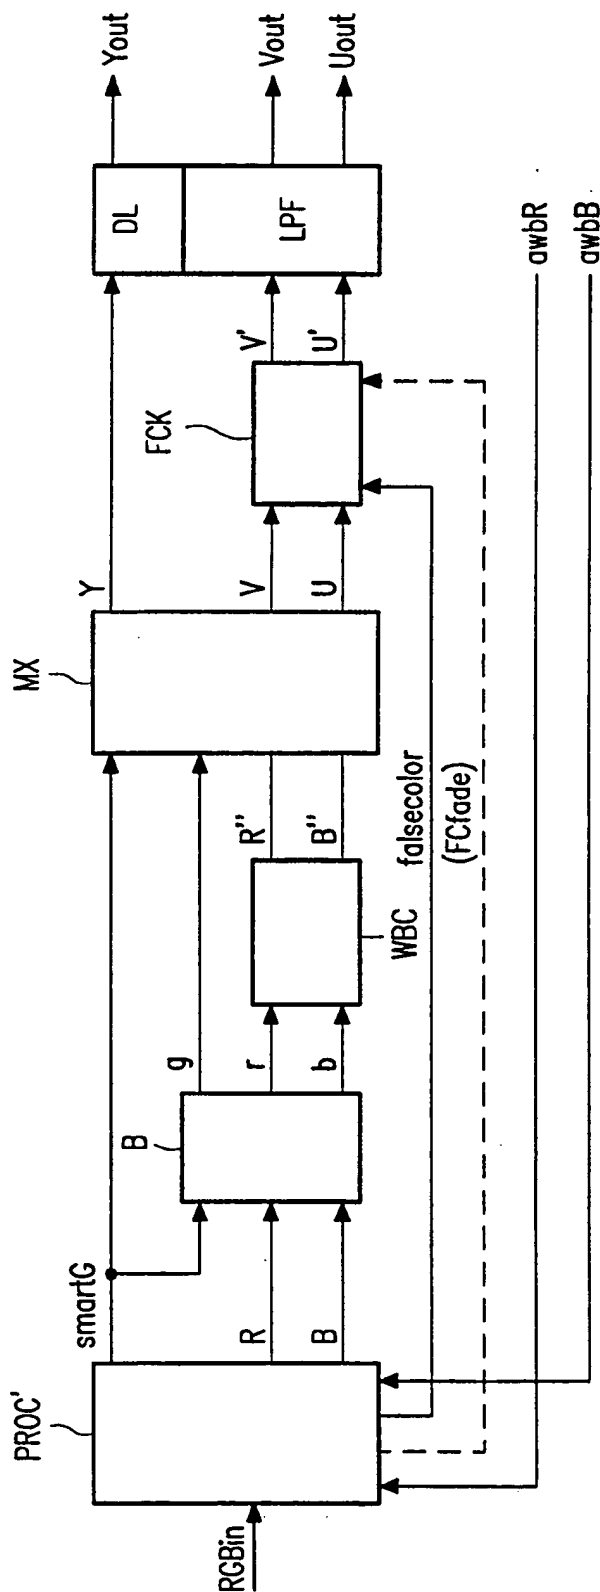 RGBin
PROC'
smartG
R
B
B
g
r
b
WBC
R''
B''
MX
Y
V
U
falsecolor
(FCfade)
FCK
V'
U'
DL
LPF
Yout
Vout
Uout
awbR
awbB